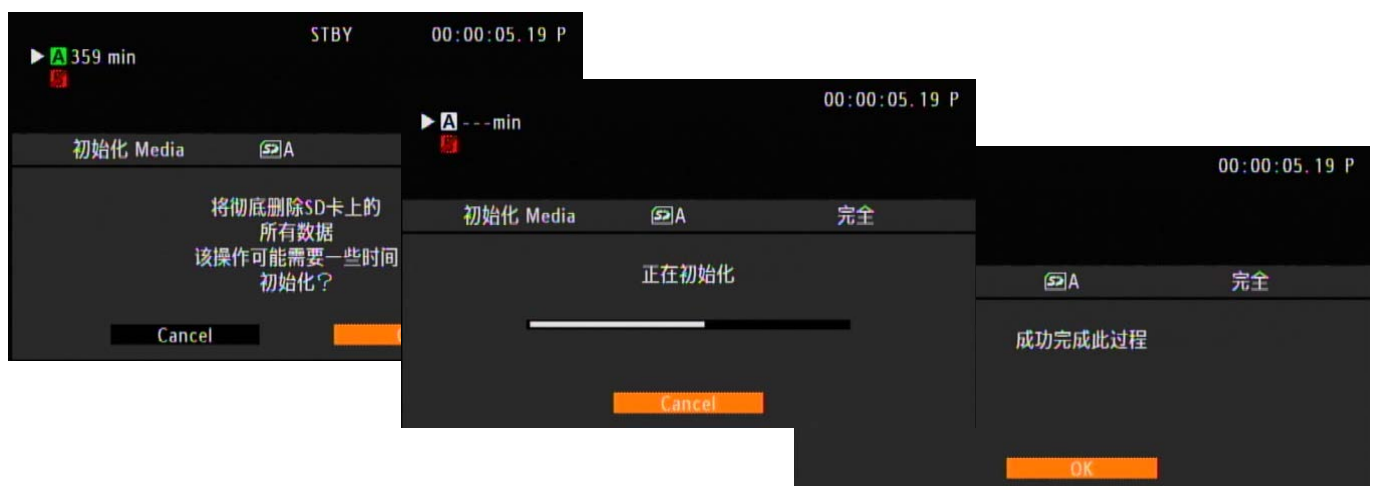 STBY
00:00:05.19 P
A 359 min
初始化 Media
A
将彻底删除SD卡上的
所有数据
该操作可能需要一些时间
初始化?
Cancel
00:00:05.19 P
A ---min
初始化 Media
A
完全
正在初始化
Cancel
00:00:05.19 P
A
完全
成功完成此过程
OK